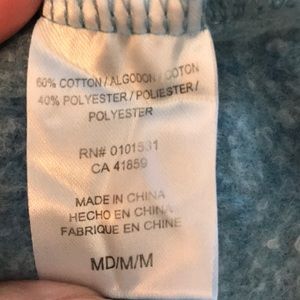 60% COTTON / ALGODON / COTON
40% POLYESTER / POLIESTER /
POLYESTER
RN# 0101531
CA 41859
MADE IN CHINA
HECHO EN CHINA
FABRIQUE EN CHINE
MD/M/M